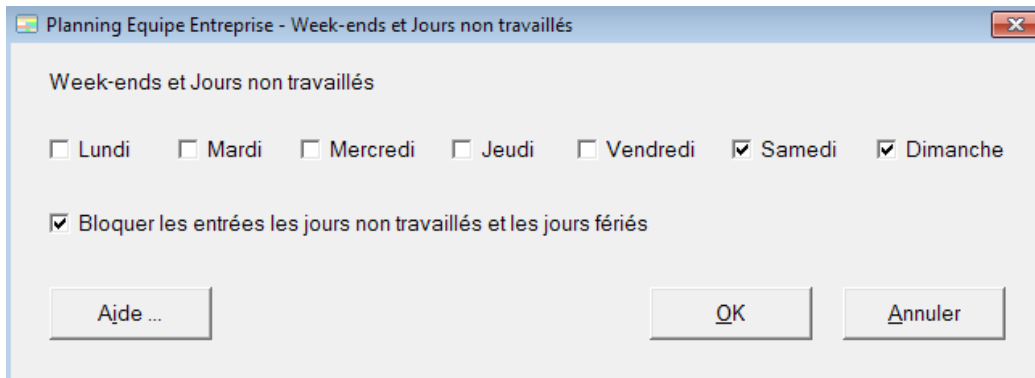 Planning Equipe Entreprise - Week-ends et Jours non travaillés
Week-ends et Jours non travaillés
Lundi Mardi Mercredi Jeudi Vendredi Samedi Dimanche
Bloquer les entrées les jours non travaillés et les jours fériés
Aide ... OK Annuler